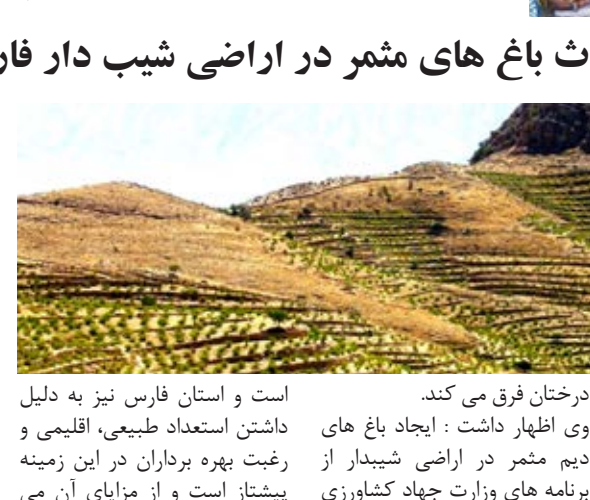 ث باغ های مثمر در اراضی شیب دار فار
درختان فرق می کند.
وی اظهار داشت : ایجاد باغ های
دیم مثمر در اراضی شیبدار از
برنامه های وزارت جهاد کشاورزی
است و استان فارس نیز به دلیل
داشتن استعداد طبیعی، اقلیمی و
رغبت بهره برداران در این زمینه
پیشتاز است و از مزایای آن می